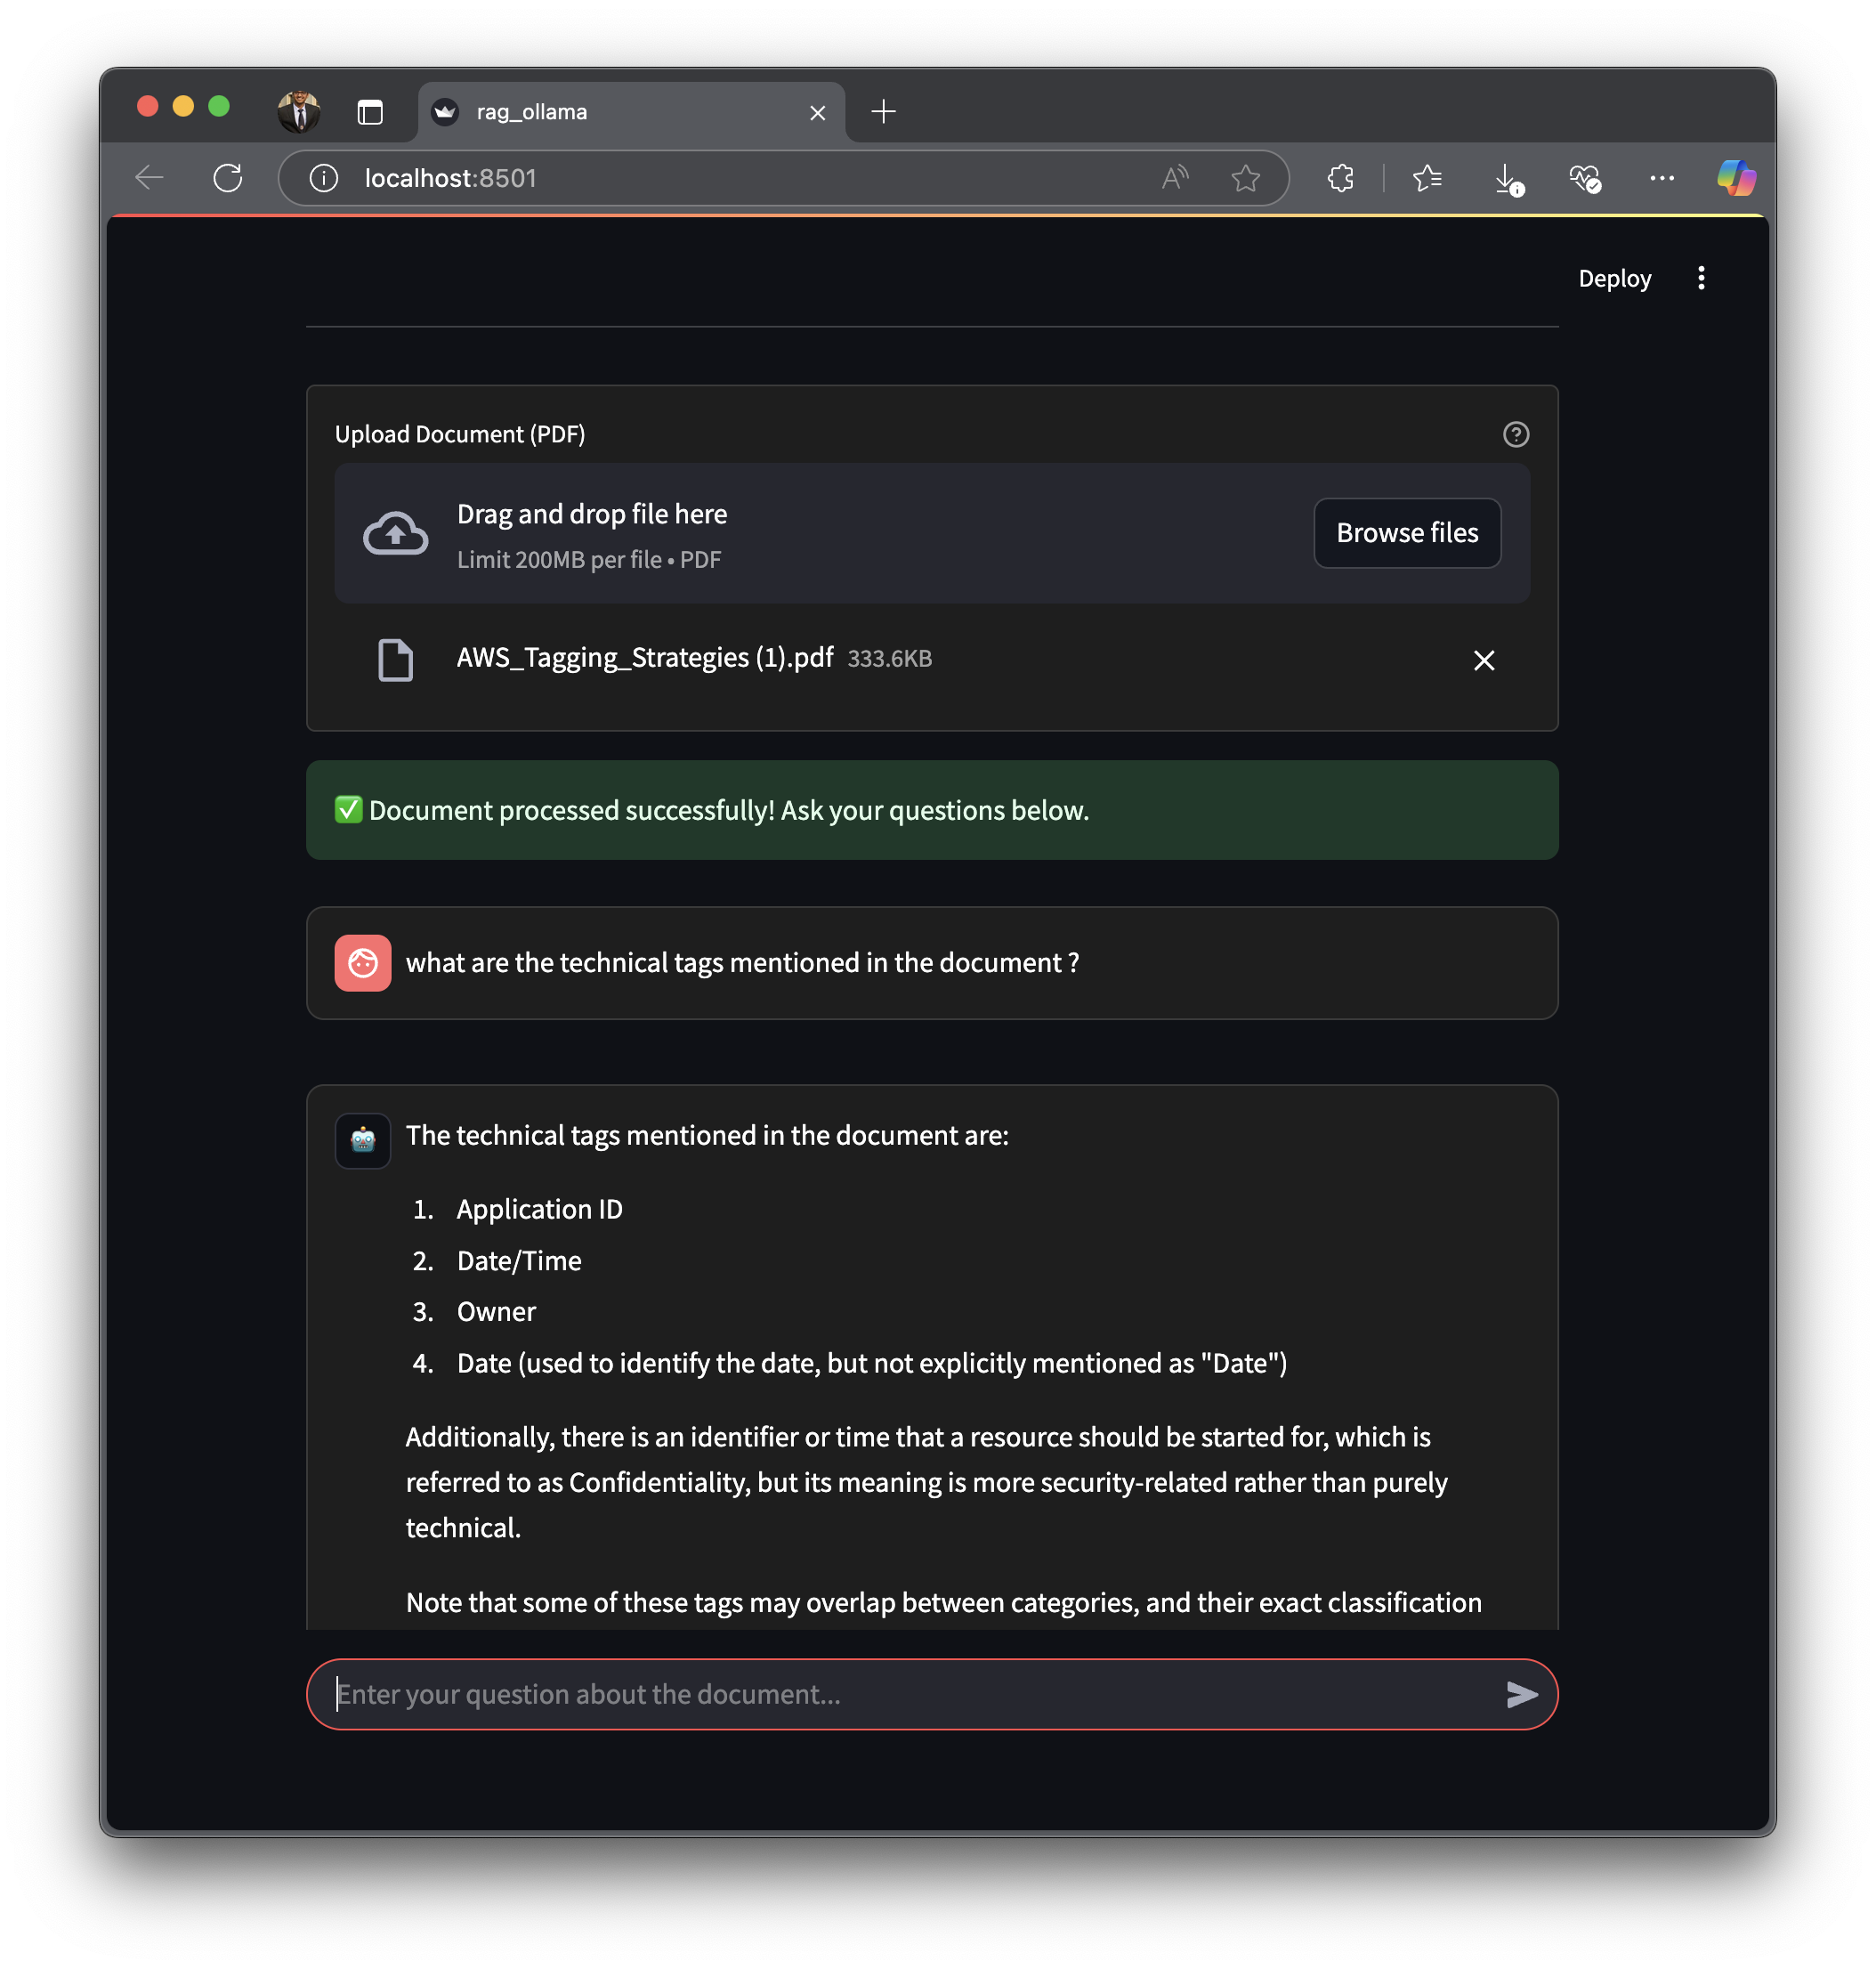 rag_ollama
localhost:8501
Deploy
Upload Document (PDF)
Drag and drop file here
Limit 200MB per file • PDF
Browse files
AWS_Tagging_Strategies (1).pdf 333.6KB
✅ Document processed successfully! Ask your questions below.
what are the technical tags mentioned in the document ?
The technical tags mentioned in the document are:
1. Application ID
2. Date/Time
3. Owner
4. Date (used to identify the date, but not explicitly mentioned as "Date")
Additionally, there is an identifier or time that a resource should be started for, which is
referred to as Confidentiality, but its meaning is more security-related rather than purely
technical.
Note that some of these tags may overlap between categories, and their exact classification
Enter your question about the document...